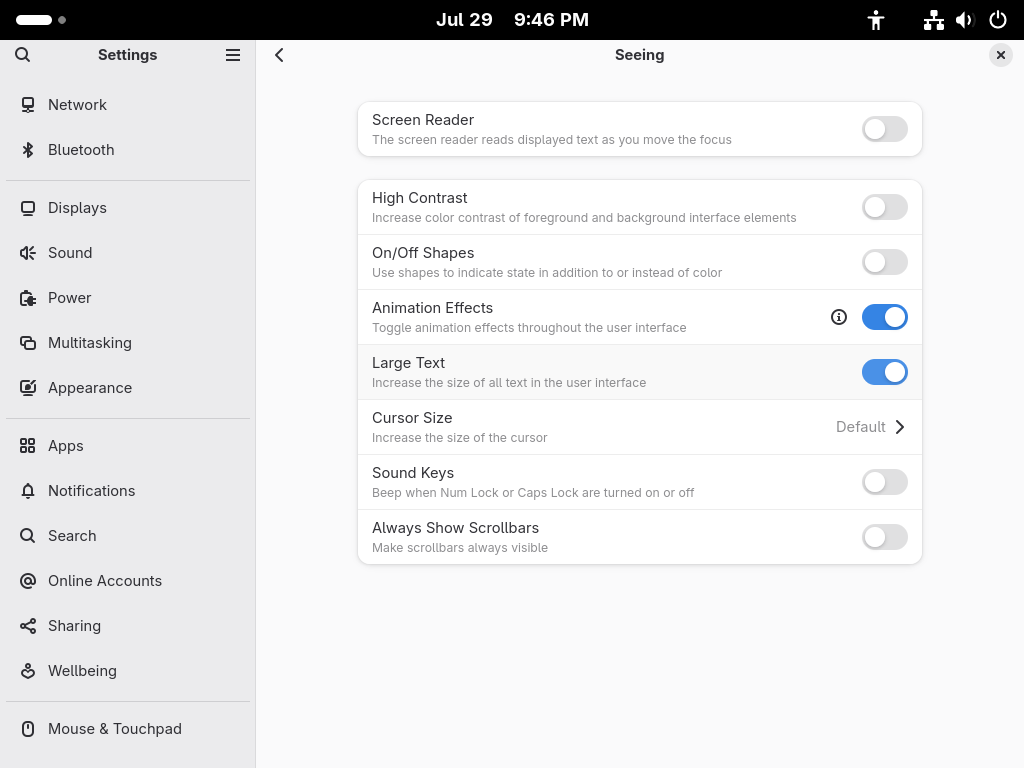 Jul 29 9:46 PM
Settings
Seeing
Network
Bluetooth
Displays
Sound
Power
Multitasking
Appearance
Apps
Notifications
Search
Online Accounts
Sharing
Wellbeing
Mouse & Touchpad
Screen Reader
The screen reader reads displayed text as you move the focus
High Contrast
Increase color contrast of foreground and background interface elements
On/Off Shapes
Use shapes to indicate state in addition to or instead of color
Animation Effects
Toggle animation effects throughout the user interface
Large Text
Increase the size of all text in the user interface
Cursor Size
Increase the size of the cursor
Default
Sound Keys
Beep when Num Lock or Caps Lock are turned on or off
Always Show Scrollbars
Make scrollbars always visible